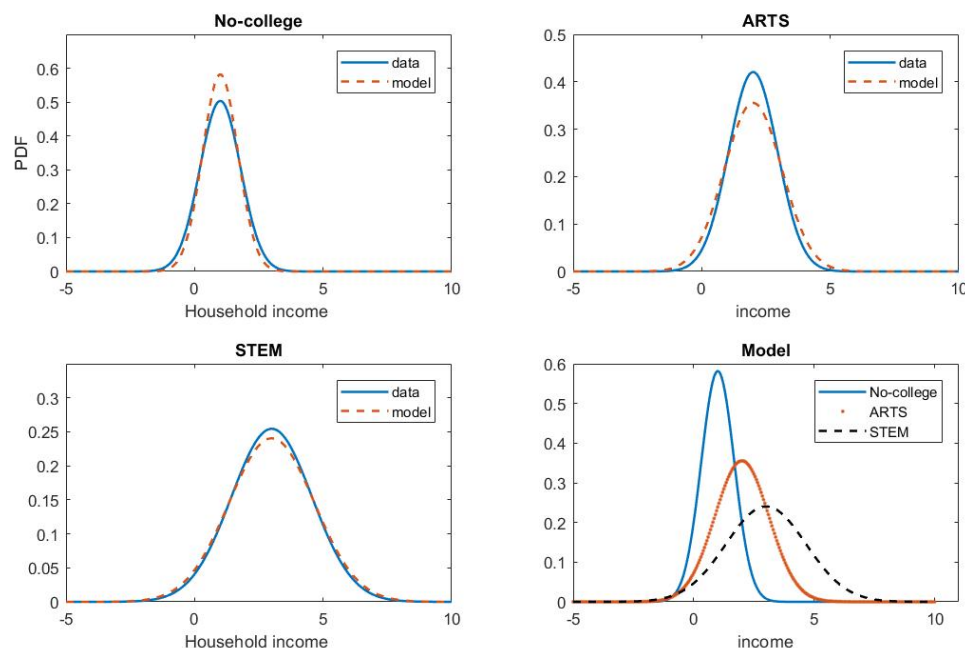 No-college
0.6
0.5
0.4
0.3
0.2
0.1
0
PDF
-5
0
5
10
Household income
data
model
ARTS
0.5
0.4
0.3
0.2
0.1
0
-5
0
5
10
income
data
model
STEM
0.3
0.25
0.2
0.15
0.1
0.05
0
-5
0
5
10
Household income
data
model
Model
0.6
0.5
0.4
0.3
0.2
0.1
0
-5
0
5
10
income
No-college
ARTS
STEM